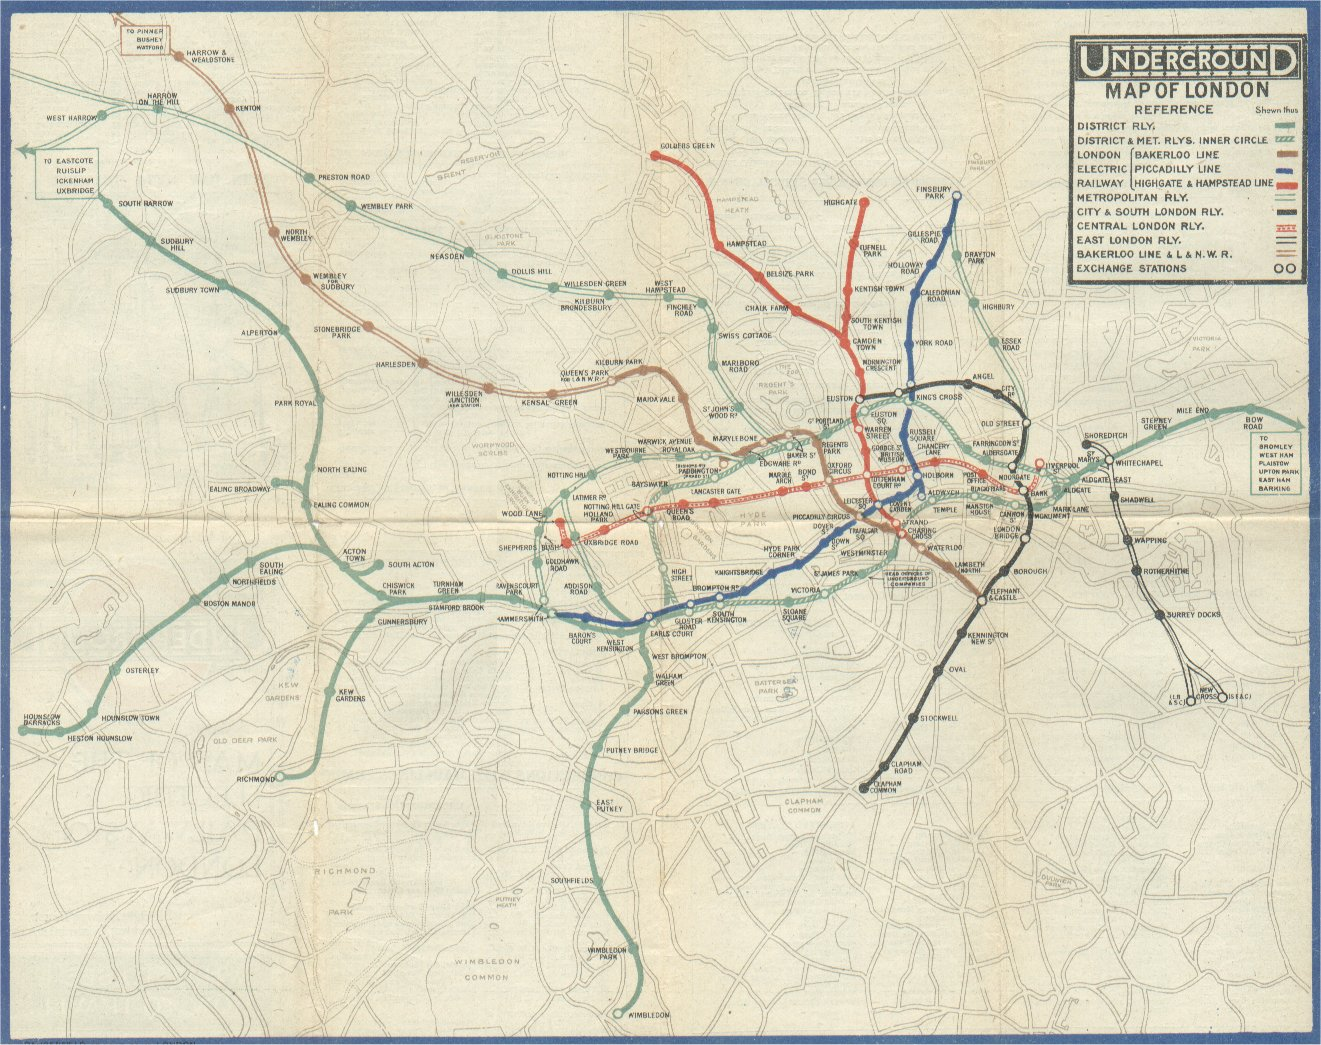 UNDERGROUND
MAP OF LONDON
REFERENCE
Shewn thus
DISTRICT RLY.
DISTRICT & MET. RLYS. INNER CIRCLE
LONDON
ELECTRIC
RAILWAY
BAKERLOO LINE
PICCADILLY LINE
HIGHGATE & HAMPSTEAD LINE
METROPOLITAN RLY.
CITY & SOUTH LONDON RLY.
CENTRAL LONDON RLY.
EAST LONDON RLY.
BAKERLOO LINE & L & N.W.R.
EXCHANGE STATIONS
TO PINNER
BUSHEY
WATFORD
HARROW &
WEALDSTONE
HARROW
ON THE HILL
WEST HARROW
KENTON
TO EASTCOTE
RUISLIP
ICKENHAM
UXBRIDGE
SOUTH HARROW
PRESTON ROAD
WEMBLEY PARK
NORTH
WEMBLEY
SUDBURY
HILL
SUDBURY TOWN
NEASDEN
DOLLIS HILL
WEMBLEY
FOR
SUDBURY
WILLESDEN GREEN
KILBURN
BRONDESBURY
WEST
HAMPSTEAD
FINCHLEY
ROAD
SWISS COTTAGE
MARLBORO
ROAD
ST JOHN'S
WOOD RD
ALPERTON
STONEBRIDGE
PARK
HARLESDEN
WILLESDEN
JUNCTION
(NEW STATION)
KENSAL GREEN
QUEEN'S PARK
FOR L & N.W.R.
KILBURN PARK
MAIDA VALE
WARWICK AVENUE
BRENT
RESERVOIR
GLADSTONE
PARK
HAMPSTEAD
HEATH
FINSBURY
PARK
GOLDERS GREEN
HAMPSTEAD
BELSIZE PARK
CHALK FARM
HIGHGATE
TUFNELL
PARK
KENTISH TOWN
SOUTH KENTISH
TOWN
CAMDEN
TOWN
MORNINGTON
CRESCENT
FINSBURY
PARK
GILLESPIE
ROAD
HOLLOWAY
ROAD
CALEDONIAN
ROAD
YORK ROAD
DRAYTON
PARK
HIGHBURY
ESSEX
ROAD
KING'S CROSS
EUSTON
ANGEL
CITY
RD
OLD STREET
VICTORIA
PARK
THE
ZOO
REGENT'S
PARK
EUSTON
SQ
WARREN
STREET
GOODGE ST
RUSSELL
SQUARE
BRITISH
MUSEUM
CHANCERY
LANE
FARRINGDON ST
ALDERSGATE
MOORGATE
ST
LIVERPOOL
ST
SHOREDITCH
WHITECHAPEL
ST
MARYS
STEPNEY
GREEN
MILE END
BOW
ROAD
TO
BROMLEY
WEST HAM
PLAISTOW
UPTON PARK
EAST HAM
BARKING
PARK ROYAL
NORTH EALING
EALING BROADWAY
EALING COMMON
WORMWOOD
SCRUBS
MARYLEBONE
BAKER ST
GT PORTLAND
ST
REGENTS
PARK
EDGWARE RD
ROYAL OAK
WESTBOURNE
PARK
PADDINGTON
NOTTING HILL
LATIMER RD
WOOD LANE
SHEPHERDS BUSH
BAYSWATER
NOTTING HILL GATE
HOLLAND
PARK
UXBRIDGE ROAD
QUEEN'S
ROAD
LANCASTER GATE
MARBLE
ARCH
BOND
ST
OXFORD
CIRCUS
TOTTENHAM
COURT RD
HOLBORN
POST
OFFICE
BANK
ALDGATE EAST
ALDGATE
MARK LANE
MONUMENT
CANNON
ST
MANSION
HOUSE
BLACKFRIARS
TEMPLE
ALDWYCH
COVENT
GARDEN
LEICESTER
SQ
PICCADILLY CIRCUS
DOVER
ST
DOWN
ST
TRAFALGAR
SQ
STRAND
CHARING
CROSS
WESTMINSTER
WATERLOO
LAMBETH
NORTH
LONDON
BRIDGE
BOROUGH
ELEPHANT
& CASTLE
KENNINGTON
NEW ST
OVAL
STOCKWELL
CLAPHAM
ROAD
CLAPHAM
COMMON
SHADWELL
WAPPING
ROTHERHITHE
SURREY DOCKS
NEW
CROSS
(L.B
& S.C)
(S E & C)
HYDE
PARK
HYDE PARK
CORNER
KNIGHTSBRIDGE
BROMPTON RD
ST JAMES PARK
VICTORIA
SLOANE
SQUARE
SOUTH
KENSINGTON
GLOSTER
ROAD
HIGH
STREET
HEAD OFFICES OF
UNDERGROUND
COMPANIES
GOLDHAWK
ROAD
ADDISON
ROAD
HAMMERSMITH
RAVENSCOURT
PARK
STAMFORD BROOK
TURNHAM
GREEN
CHISWICK
PARK
ACTON
TOWN
SOUTH ACTON
SOUTH
EALING
NORTHFIELDS
BOSTON MANOR
OSTERLEY
HOUNSLOW TOWN
HESTON HOUNSLOW
HOUNSLOW
BARRACKS
GUNNERSBURY
KEW
GARDENS
RICHMOND
KEW
GARDENS
OLD DEER PARK
RICHMOND
PARK
BARON'S
COURT
WEST
KENSINGTON
EARLS COURT
WEST BROMPTON
WALHAM
GREEN
PARSONS GREEN
PUTNEY BRIDGE
EAST
PUTNEY
SOUTHFIELDS
WIMBLEDON
PARK
WIMBLEDON
PUTNEY
HEATH
WIMBLEDON
COMMON
BATTERSEA
PARK
CLAPHAM
COMMON